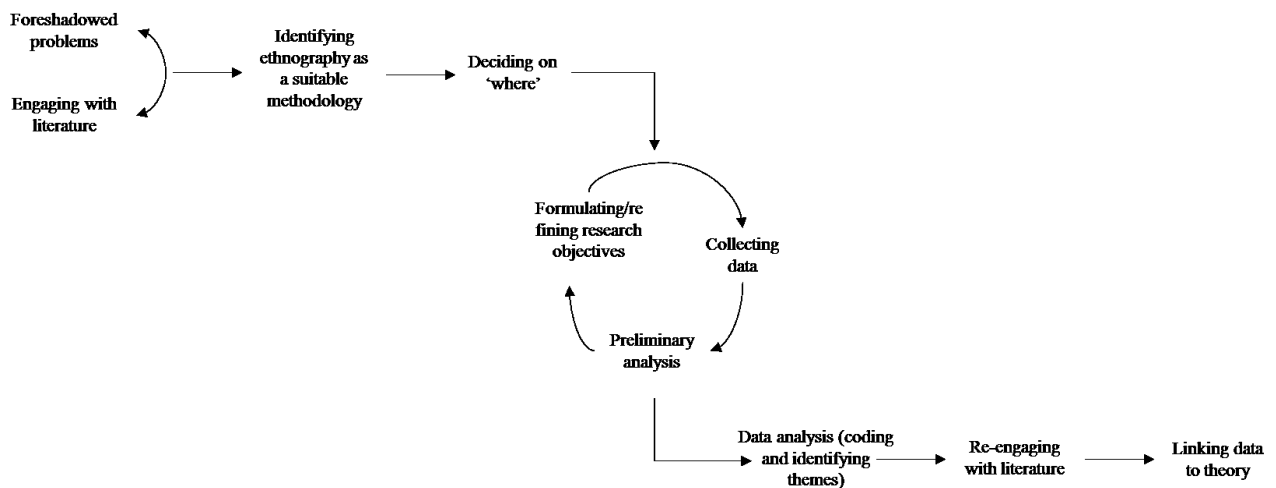 Foreshadowed
problems
Engaging with
literature
Identifying
ethnography as
a suitable
methodology
Deciding on
‘where’
Formulating/re
fining research
objectives
Collecting
data
Preliminary
analysis
Data analysis (coding
and identifying
themes)
Re-engaging
with literature
Linking data
to theory